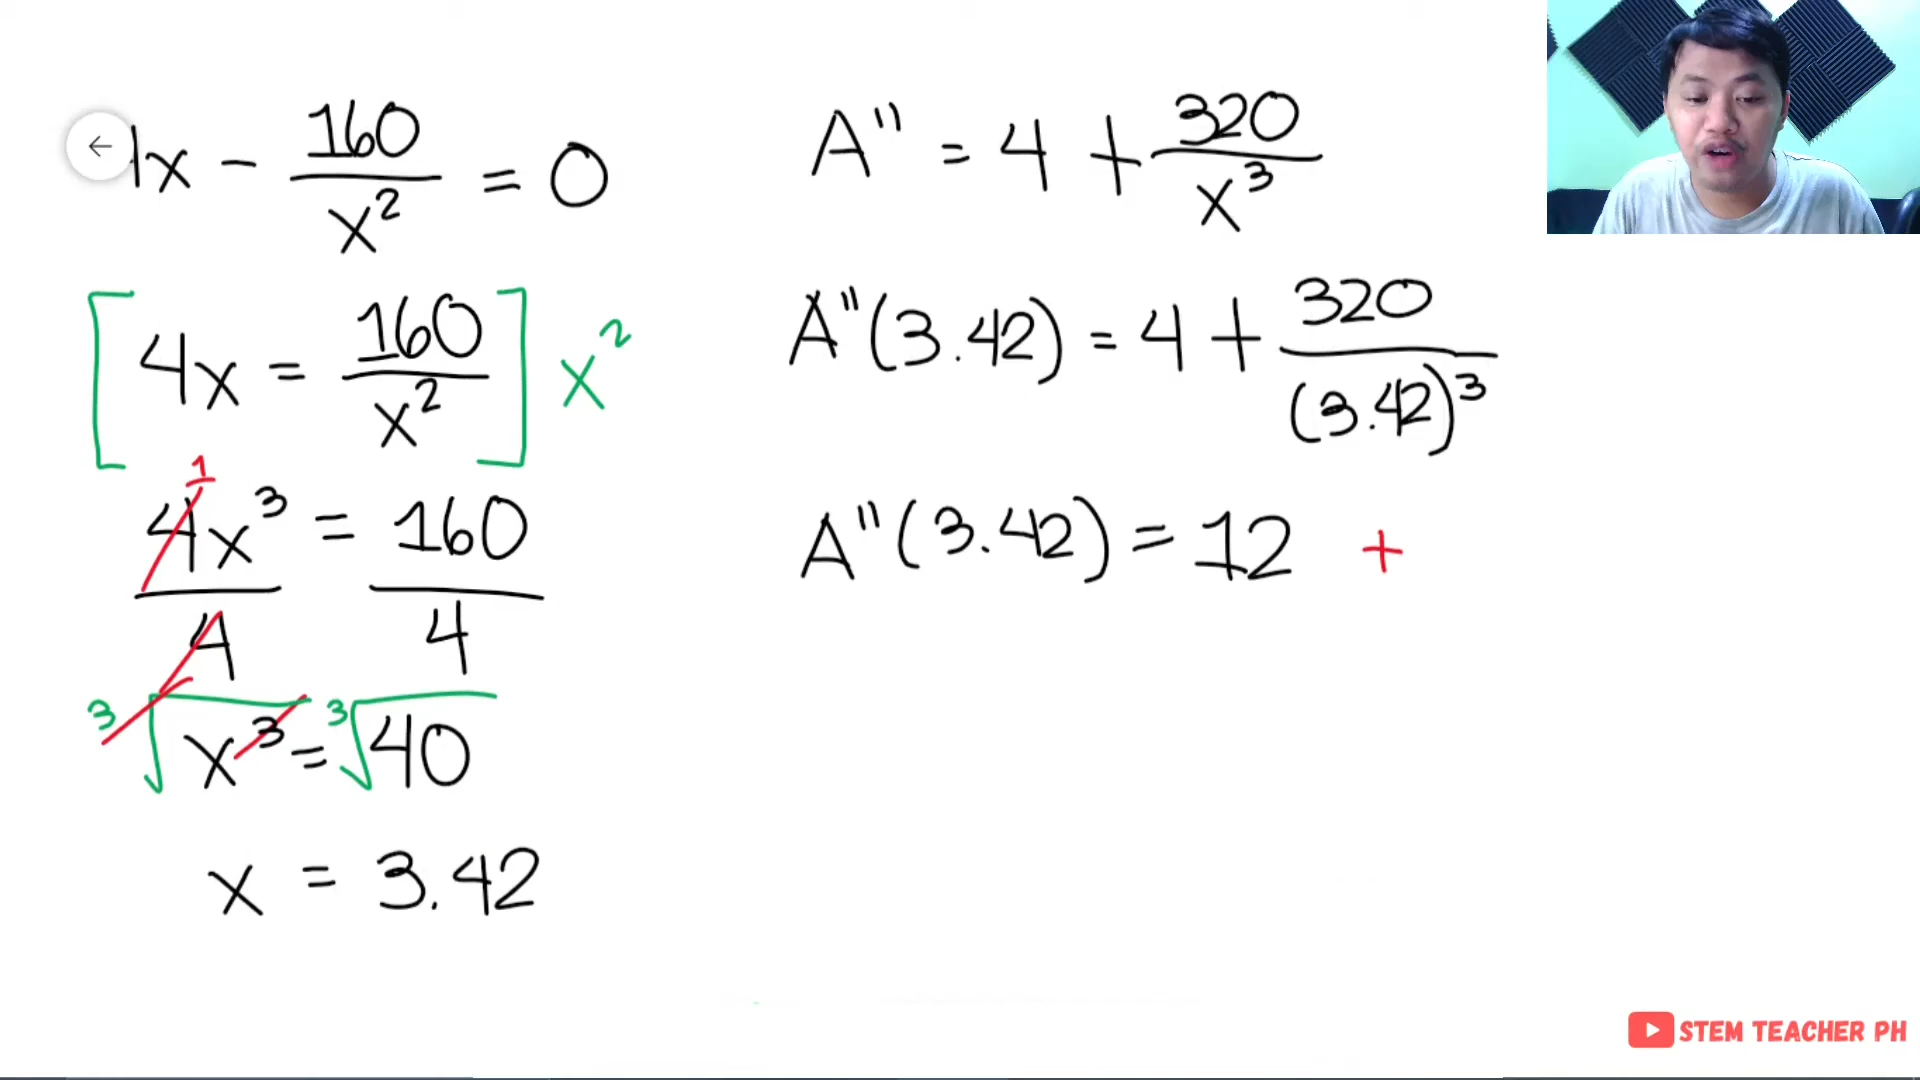 4x - 160/x² = 0
[4x = 160/x²] x²
4x³/4 = 160/4
1
∛x³ = ∛40
x = 3.42
A'' = 4 + 320/x³
A''(3.42) = 4 + 320/(3.42)³
A''(3.42) = 12 +
STEM TEACHER PH